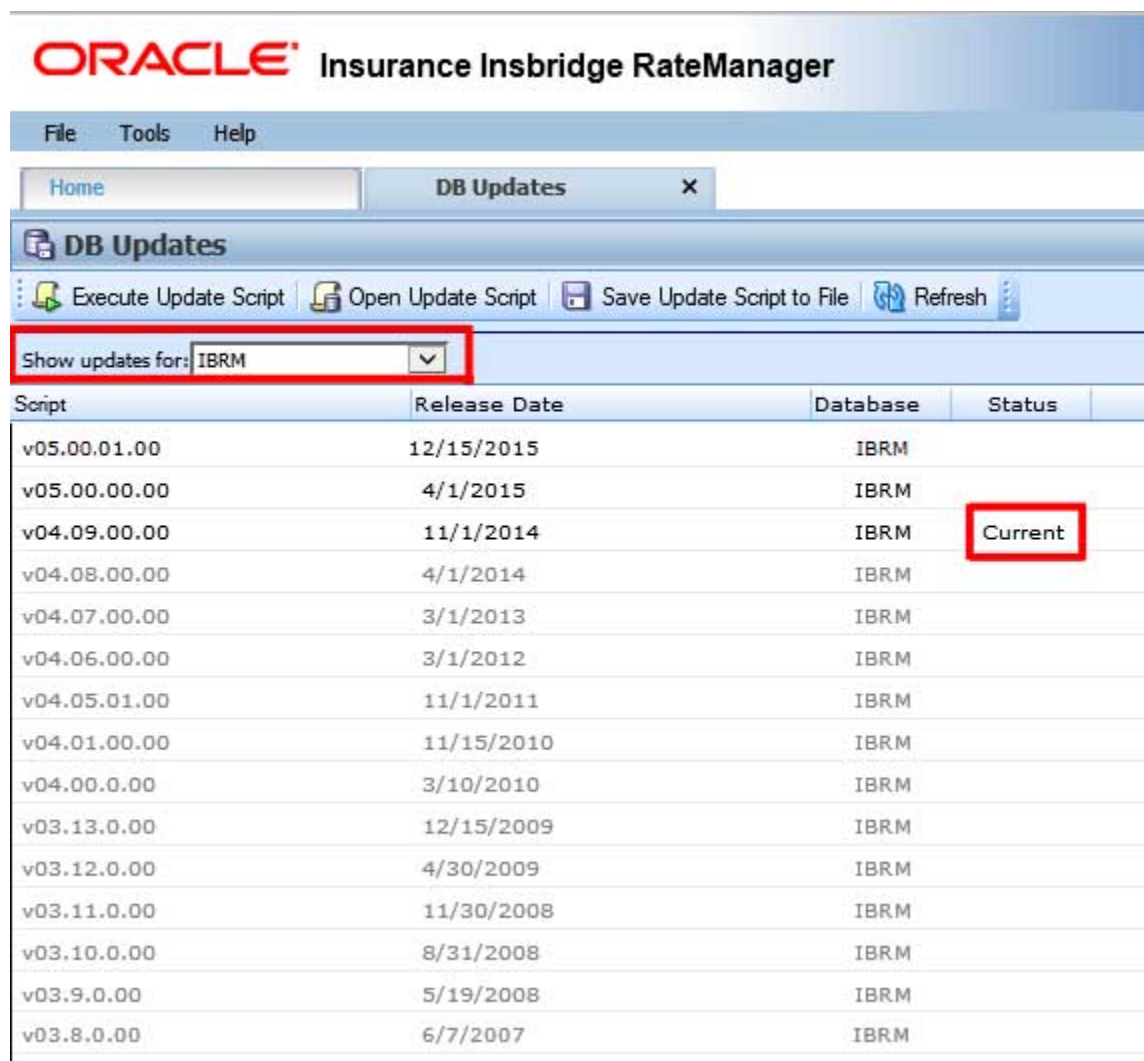 ORACLE Insurance Insbridge RateManager
File Tools Help
Home DB Updates ×
DB Updates
Execute Update Script Open Update Script Save Update Script to File Refresh
Show updates for: IBRM
Script Release Date Database Status
v05.00.01.00 12/15/2015 IBRM
v05.00.00.00 4/1/2015 IBRM
v04.09.00.00 11/1/2014 IBRM Current
v04.08.00.00 4/1/2014 IBRM
v04.07.00.00 3/1/2013 IBRM
v04.06.00.00 3/1/2012 IBRM
v04.05.01.00 11/1/2011 IBRM
v04.01.00.00 11/15/2010 IBRM
v04.00.0.00 3/10/2010 IBRM
v03.13.0.00 12/15/2009 IBRM
v03.12.0.00 4/30/2009 IBRM
v03.11.0.00 11/30/2008 IBRM
v03.10.0.00 8/31/2008 IBRM
v03.9.0.00 5/19/2008 IBRM
v03.8.0.00 6/7/2007 IBRM